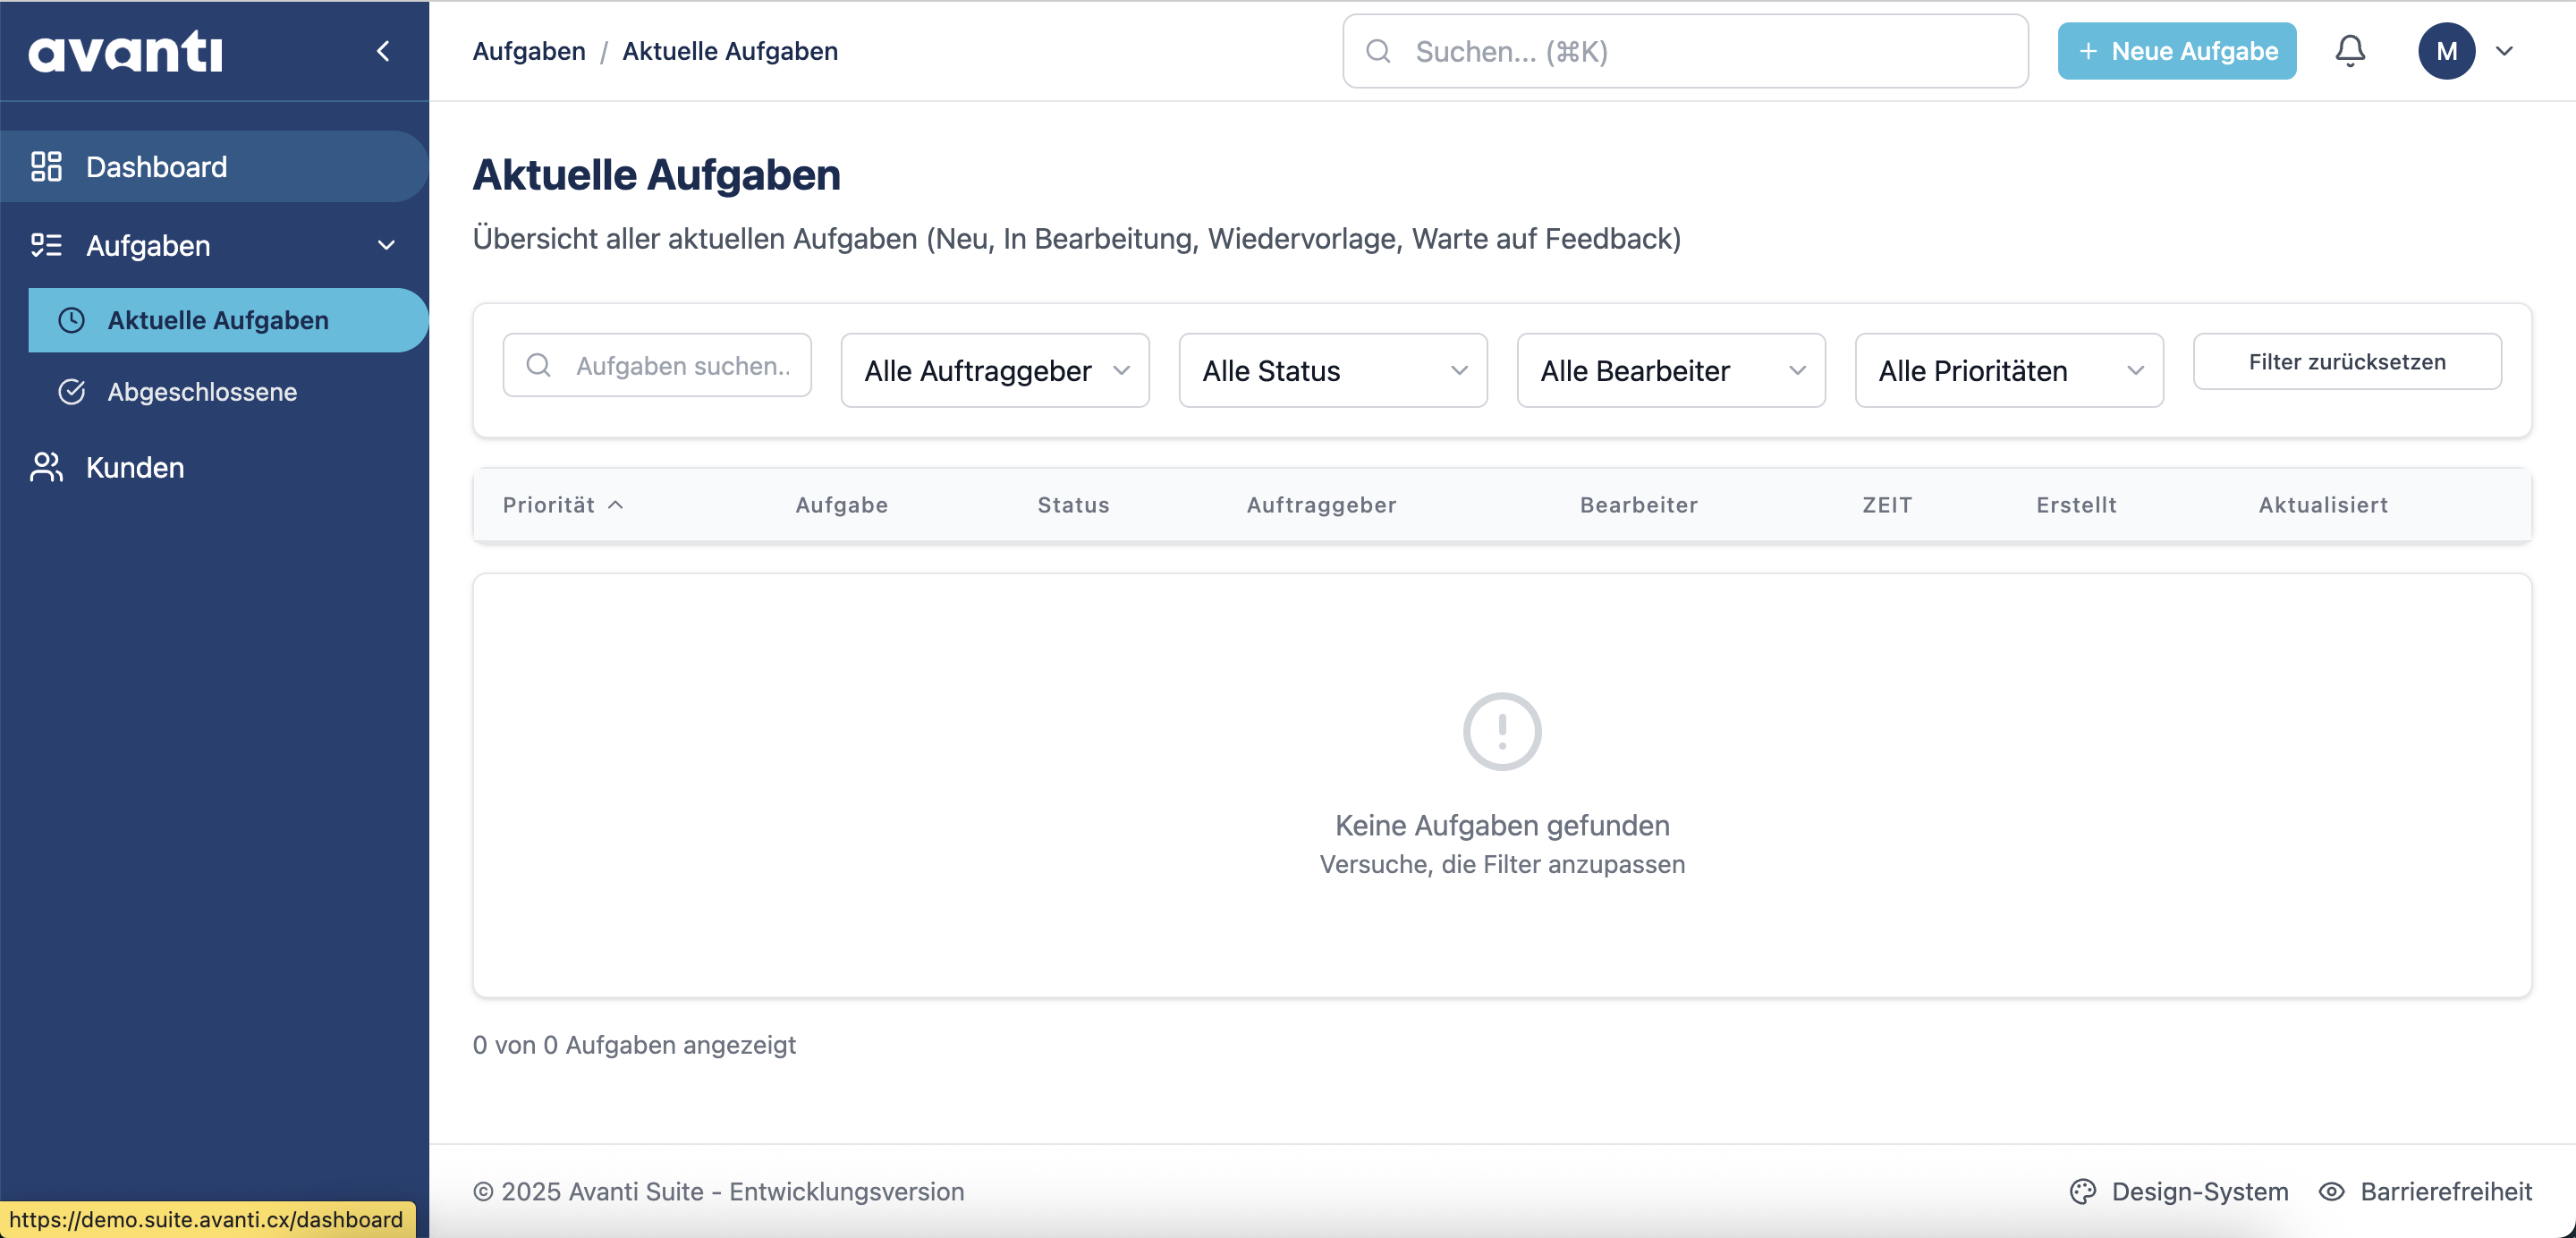 avanti
Aufgaben / Aktuelle Aufgaben
Suchen... (⌘K)
+ Neue Aufgabe
M
Dashboard
Aufgaben
Aktuelle Aufgaben
Abgeschlossene
Kunden
Aktuelle Aufgaben
Übersicht aller aktuellen Aufgaben (Neu, In Bearbeitung, Wiedervorlage, Warte auf Feedback)
Aufgaben suchen..
Alle Auftraggeber
Alle Status
Alle Bearbeiter
Alle Prioritäten
Filter zurücksetzen
Priorität Aufgabe Status Auftraggeber Bearbeiter ZEIT Erstellt Aktualisiert
Keine Aufgaben gefunden
Versuche, die Filter anzupassen
0 von 0 Aufgaben angezeigt
© 2025 Avanti Suite - Entwicklungsversion
Design-System
Barrierefreiheit
https://demo.suite.avanti.cx/dashboard